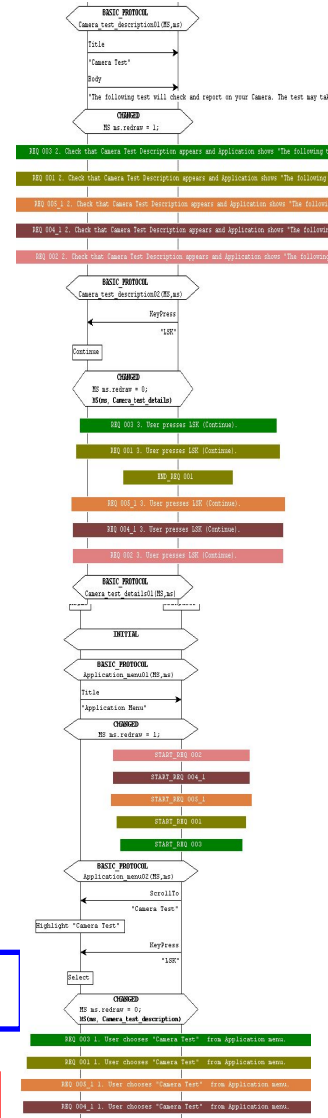 BASIC_PROTOCOL
Camera_test_description01(MS,ms)
Title
"Camera Test"
Body
"The following test will check and report on your Camera. The test may tak
CHANGED
MS ms.redraw = 1;
REQ 003 2. Check that Camera Test Description appears and Application shows "The following t
REQ 001 2. Check that Camera Test Description appears and Application shows "The following
REQ 005_1 2. Check that Camera Test Description appears and Application shows "The followi
REQ 004_1 2. Check that Camera Test Description appears and Application shows "The followin
REQ 002 2. Check that Camera Test Description appears and Application shows "The following
BASIC_PROTOCOL
Camera_test_description02(MS,ms)
KeyPress
"LSK"
Continue
CHANGED
MS ms.redraw = 0;
MS(ms, Camera_test_details)
REQ 003 3. User presses LSK (Continue).
REQ 001 3. User presses LSK (Continue).
END_REQ 001
REQ 005_1 3. User presses LSK (Continue).
REQ 004_1 3. User presses LSK (Continue).
REQ 002 3. User presses LSK (Continue).
BASIC_PROTOCOL
Camera_test_details01(MS,ms)
INITIAL
BASIC_PROTOCOL
Application_menu01(MS,ms)
Title
"Application Menu"
CHANGED
MS ms.redraw = 1;
START_REQ 002
START_REQ 004_1
START_REQ 005_1
START_REQ 001
START_REQ 003
BASIC_PROTOCOL
Application_menu02(MS,ms)
ScrollTo
"Camera Test"
Highlight "Camera Test"
KeyPress
"LSK"
Select
CHANGED
MS ms.redraw = 0;
MS(ms, Camera_test_description)
REQ 003 1. User chooses "Camera Test" from Application menu.
REQ 001 1. User chooses "Camera Test" from Application menu.
REQ 005_1 1. User chooses "Camera Test" from Application menu.
REQ 004_1 1. User chooses "Camera Test" from Application menu.